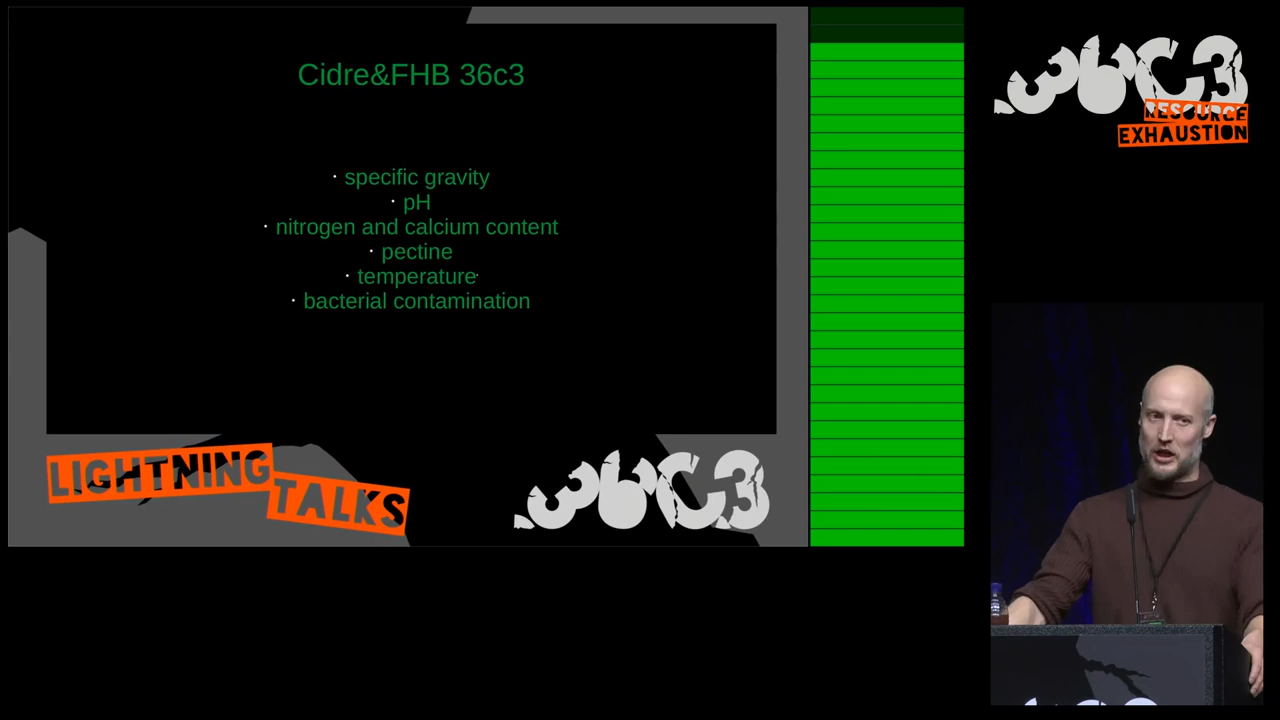 Cidre&FHB 36c3
· specific gravity
· pH
· nitrogen and calcium content
· pectine
· temperature
· bacterial contamination
LIGHTNING
TALKS
36C3
36C3
RESOURCE
EXHAUSTION